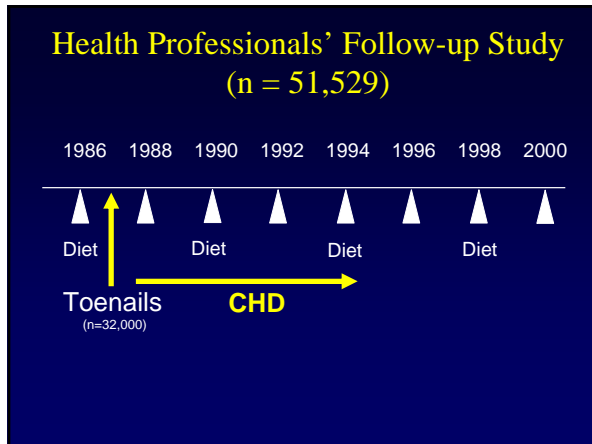 Health Professionals' Follow-up Study
(n = 51,529)
1986 1988 1990 1992 1994 1996 1998 2000
Diet Diet Diet Diet
Toenails CHD
(n=32,000)